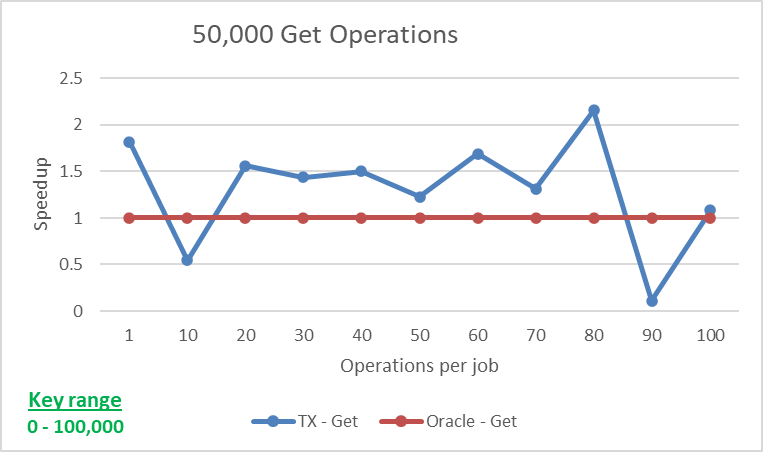 50,000 Get Operations
2.5
2
1.5
1
0.5
0
Speedup
1 10 20 30 40 50 60 70 80 90 100
Operations per job
Key range
0 - 100,000
TX - Get Oracle - Get